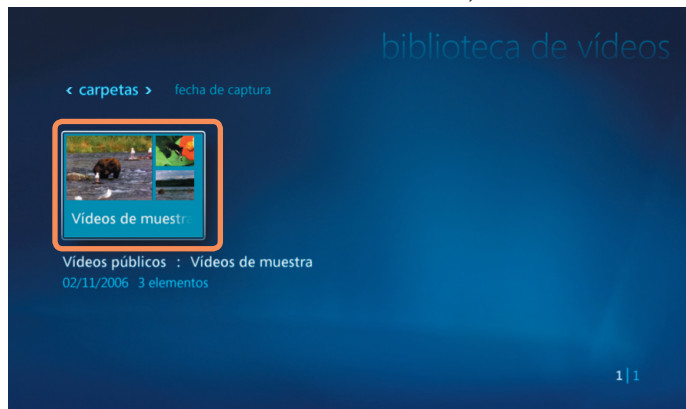 biblioteca de vídeos
< carpetas > fecha de captura
Vídeos de muestra
Vídeos públicos : Vídeos de muestra
02/11/2006 3 elementos
1 | 1